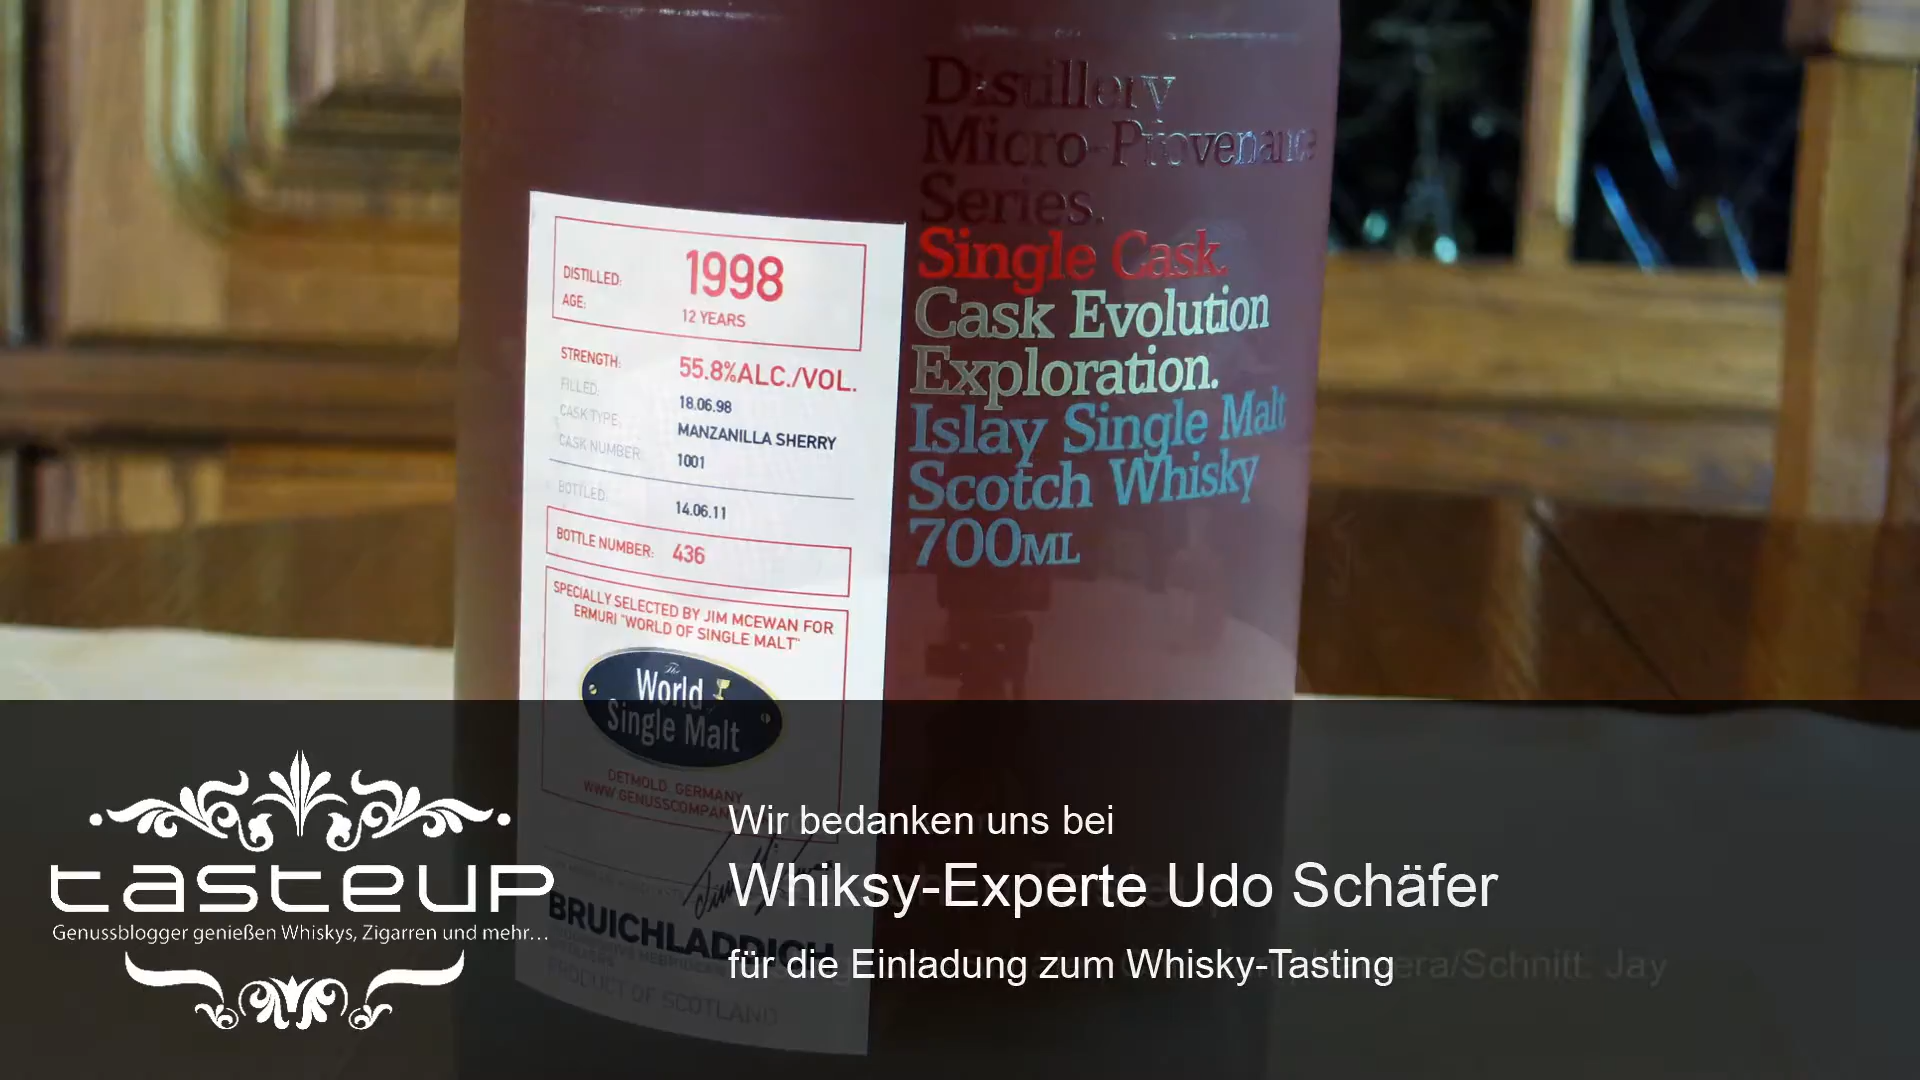 Distillery
Micro-Provenance
Series.
Single Cask.
Cask Evolution
Exploration.
Islay Single Malt
Scotch Whisky
700ML
DISTILLED: 1998
AGE: 12 YEARS
STRENGTH: 55.8%ALC./VOL.
FILLED: 18.06.98
CASK TYPE: MANZANILLA SHERRY
CASK NUMBER: 1001
BOTTLED: 14.06.11
BOTTLE NUMBER: 436
SPECIALLY SELECTED BY JIM MCEWAN FOR
ERMURI "WORLD OF SINGLE MALT"
The
World
Single Malt
DETMOLD, GERMANY
BRUICHLADDICH
PRODUCT OF SCOTLAND
tasteup
Genussblogger genießen Whiskys, Zigarren und mehr...
Wir bedanken uns bei
Whiksy-Experte Udo Schäfer
für die Einladung zum Whisky-Tasting